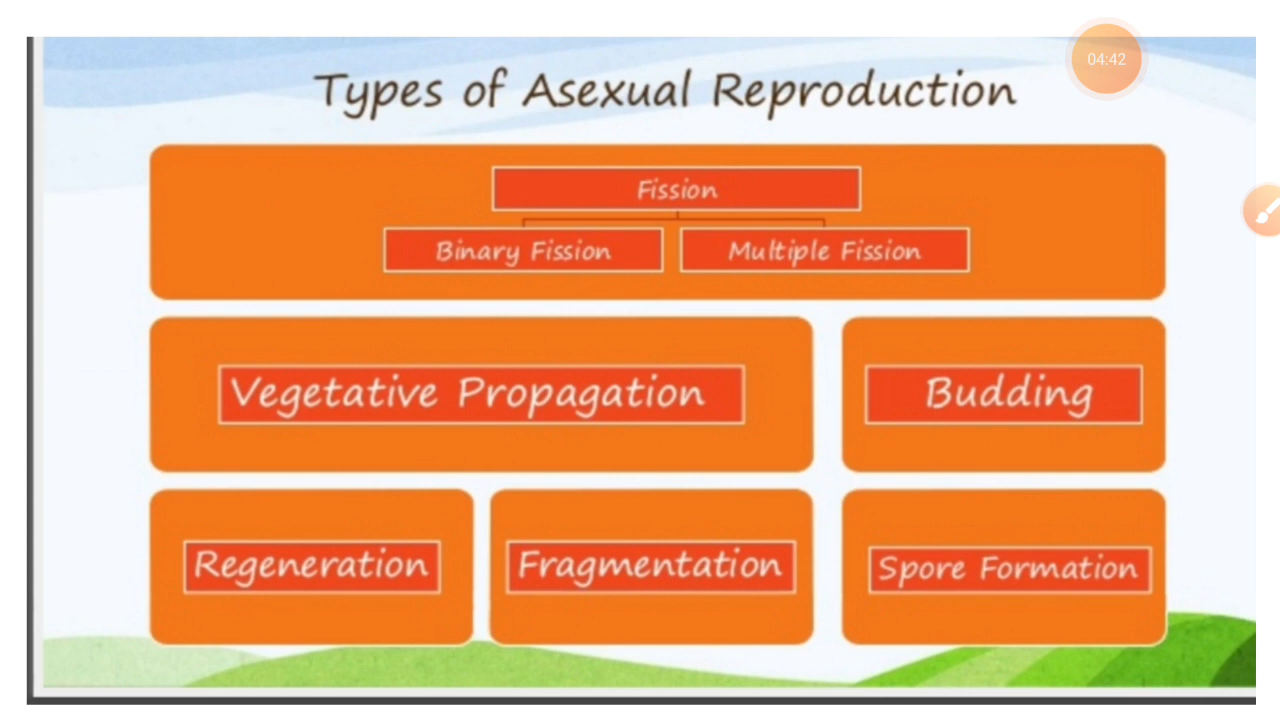 04:42
Types of Asexual Reproduction
Fission
Binary Fission
Multiple Fission
Vegetative Propagation
Budding
Regeneration
Fragmentation
Spore Formation